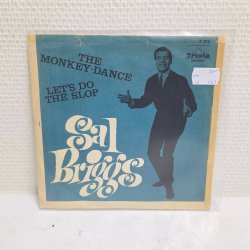 THE
MONKEY-DANCE
LET'S DO
THE SLOP
Triola
Sal
Briggs